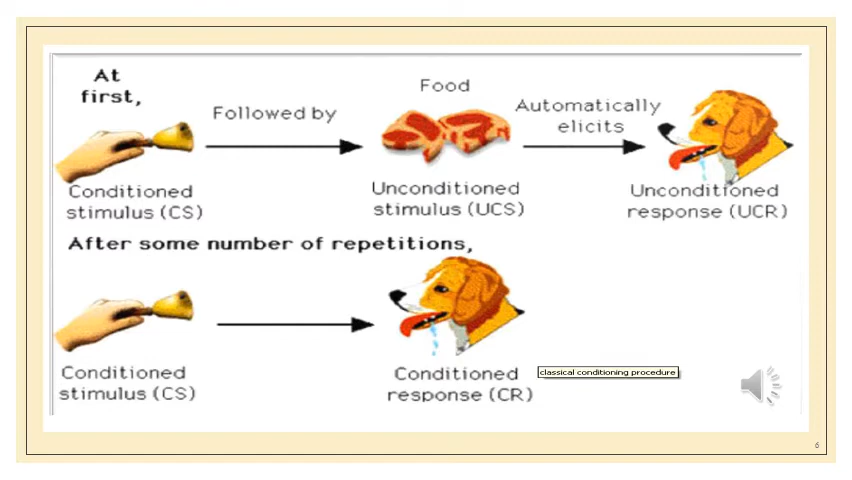 At
first,
Followed by
Food
Automatically
elicits
Conditioned
stimulus (CS)
Unconditioned
stimulus (UCS)
Unconditioned
response (UCR)
After some number of repetitions,
Conditioned
stimulus (CS)
Conditioned
response (CR)
classical conditioning procedure
6